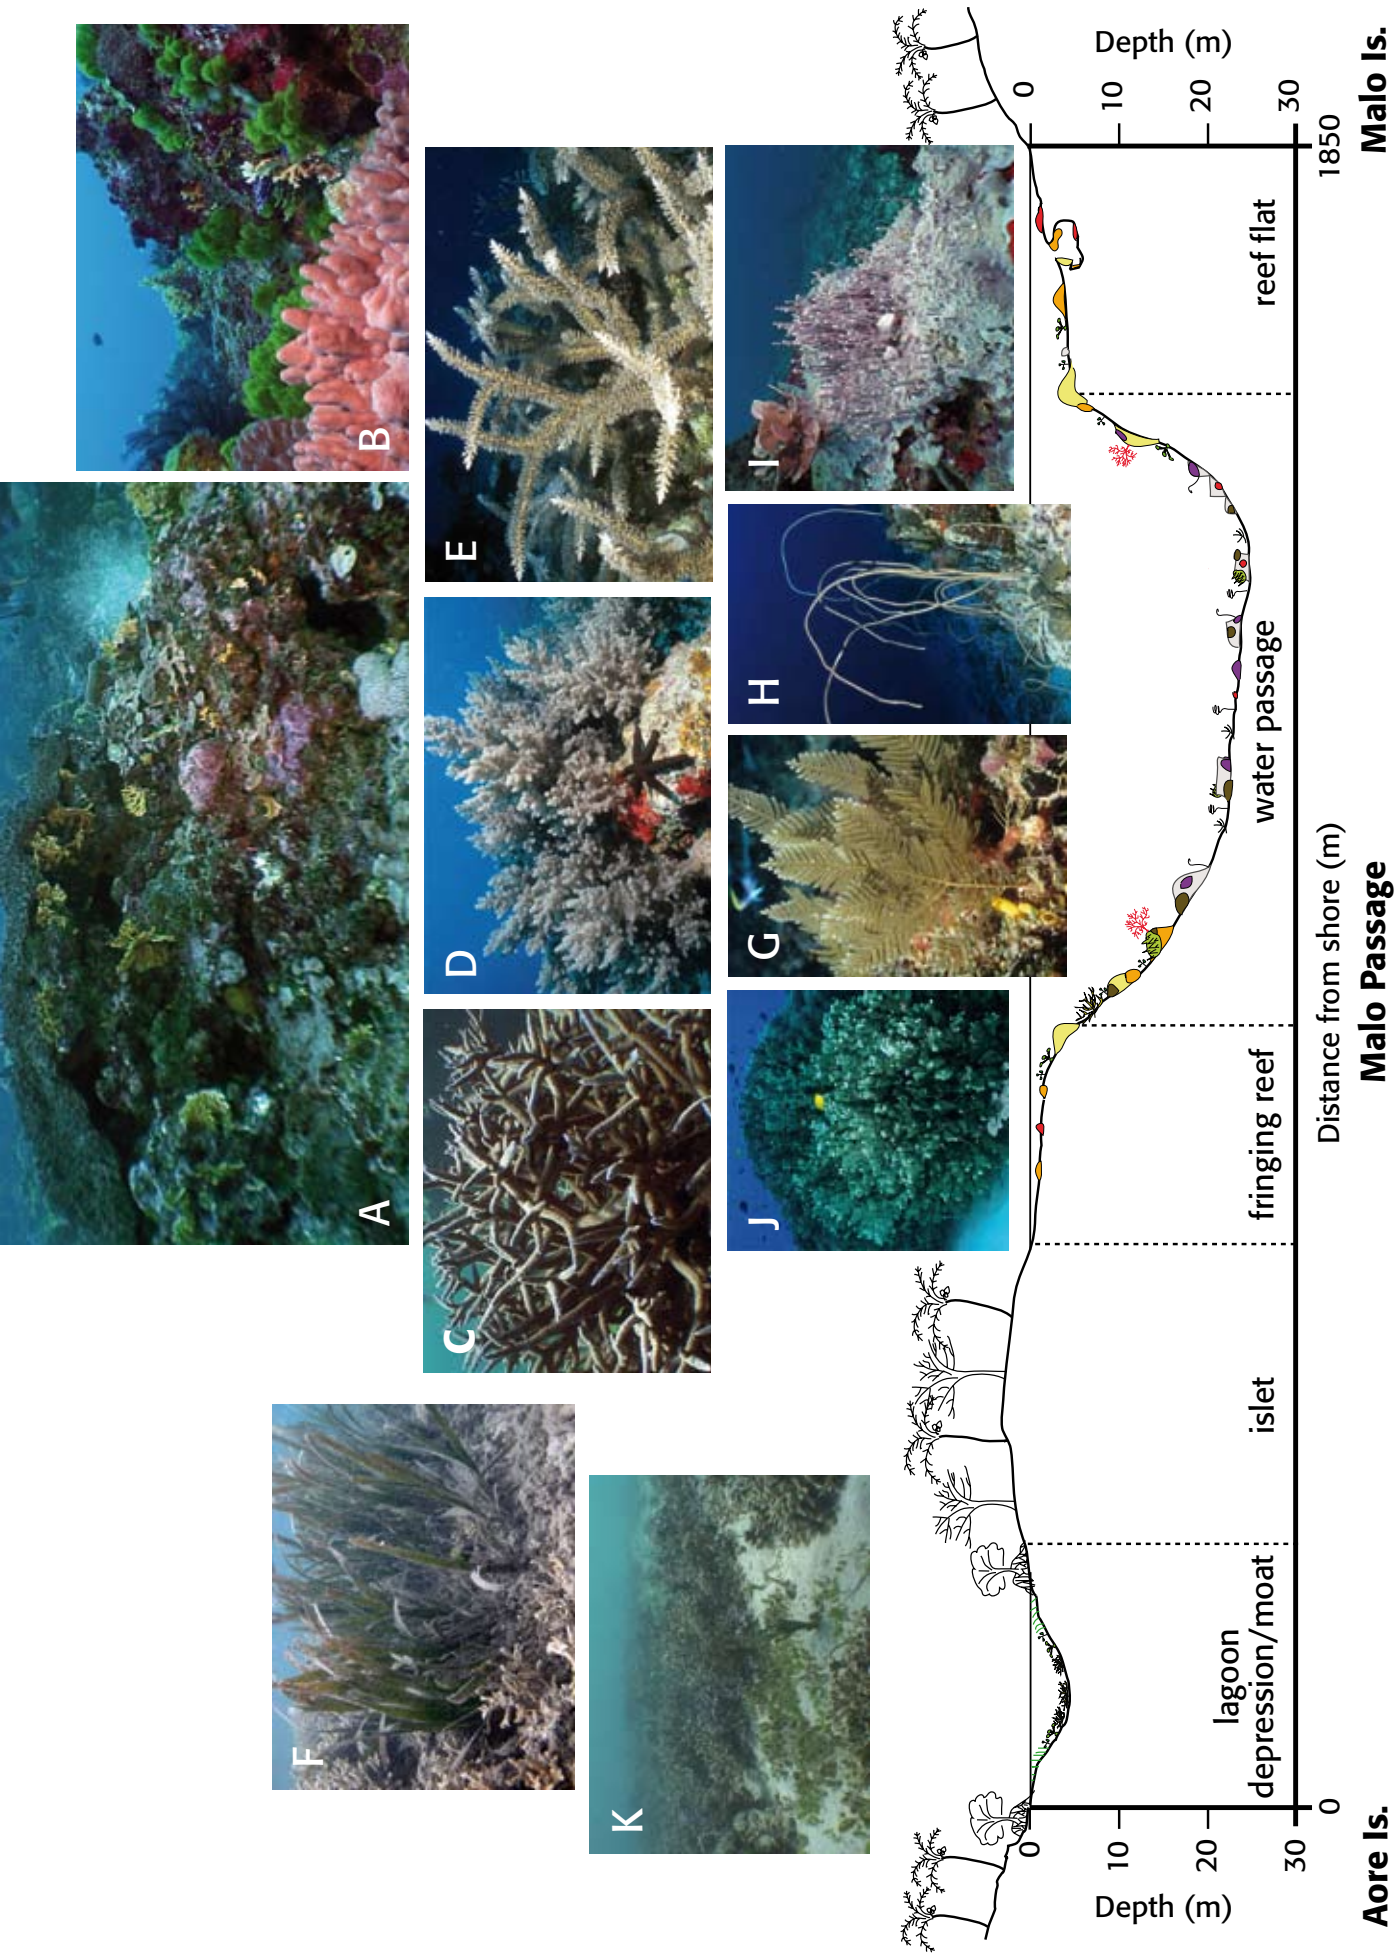 A
B
F
C
D
E
K
J
G
H
I
0
10
20
30
Depth (m)
0
10
20
30
Depth (m)
lagoon
depression/moat
islet
fringing reef
water passage
reef flat
0
Distance from shore (m)
1850
Aore Is.
Malo Passage
Malo Is.